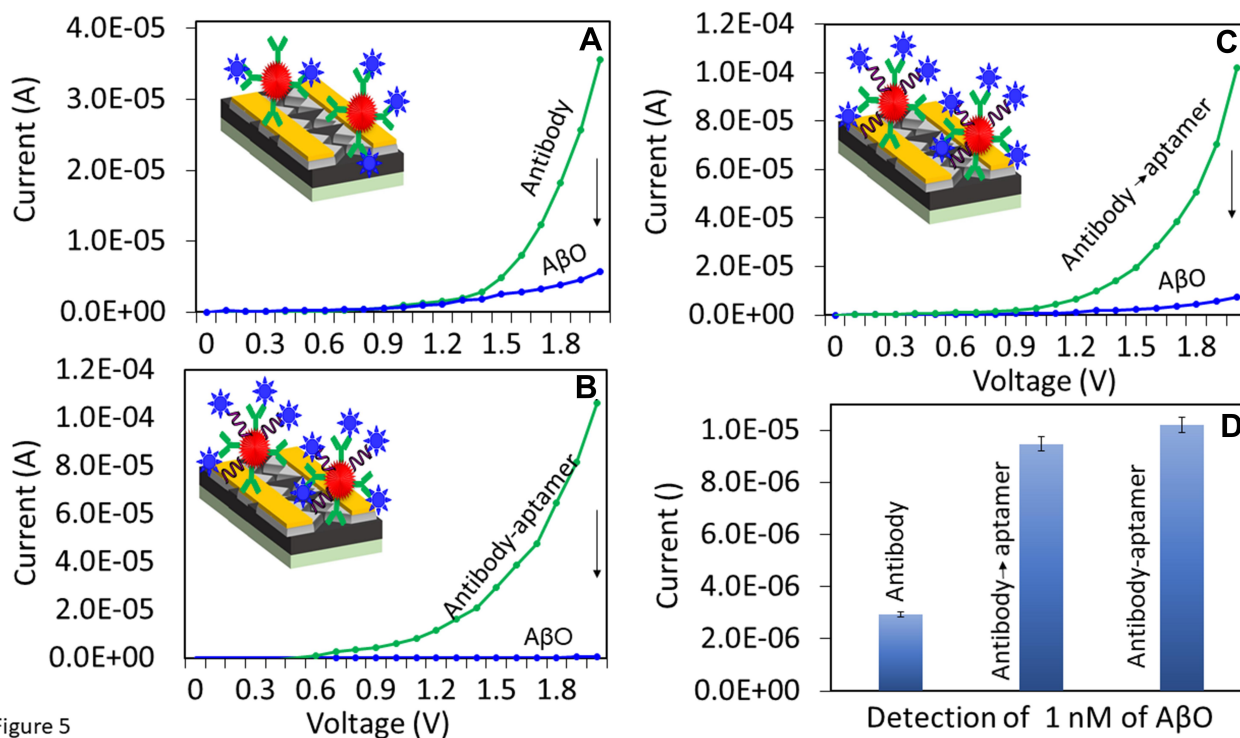 A
4.0E-05
3.0E-05
2.0E-05
1.0E-05
0.0E+00
Current (A)
Antibody
AβO
0 0.3 0.6 0.9 1.2 1.5 1.8
B
1.2E-04
1.0E-04
8.0E-05
6.0E-05
4.0E-05
2.0E-05
0.0E+00
Current (A)
Antibody-aptamer
AβO
0 0.3 0.6 0.9 1.2 1.5 1.8
Voltage (V)
C
1.2E-04
1.0E-04
8.0E-05
6.0E-05
4.0E-05
2.0E-05
0.0E+00
Current (A)
Antibody→aptamer
AβO
0 0.3 0.6 0.9 1.2 1.5 1.8
Voltage (V)
D
1.0E-05
8.0E-06
6.0E-06
4.0E-06
2.0E-06
0.0E+00
Current ()
Antibody
Antibody→aptamer
Antibody-aptamer
Detection of 1 nM of AβO
igure 5